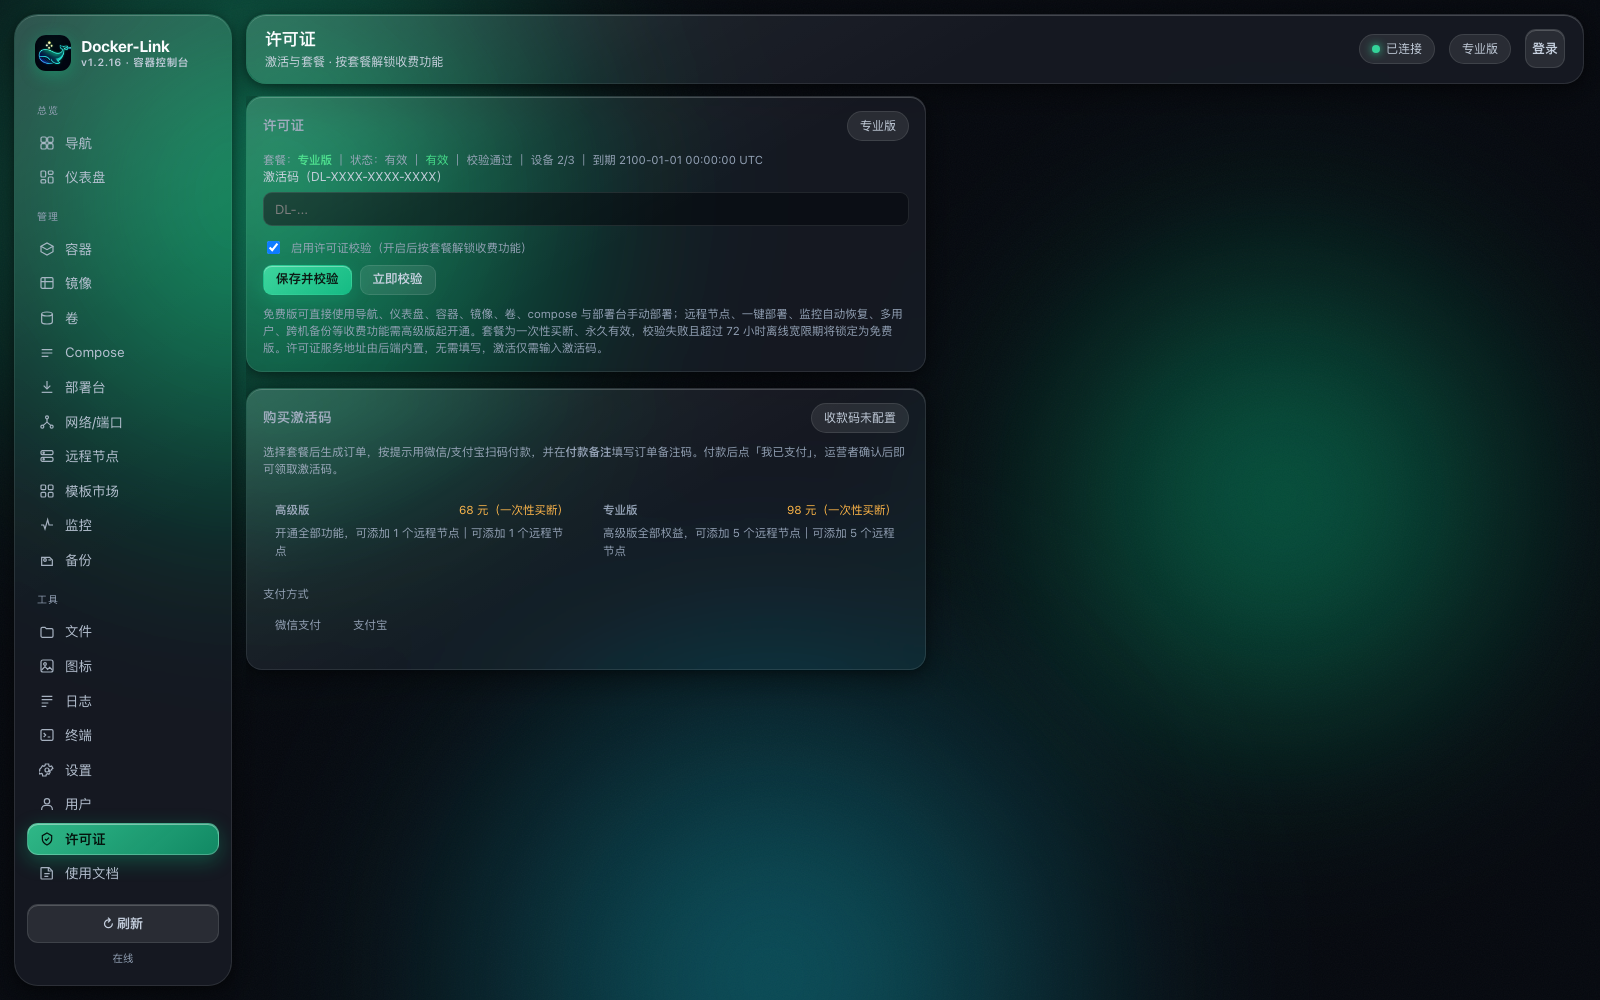 Docker-Link
v1.2.16 · 容器控制台
总览
导航
仪表盘
管理
容器
镜像
卷
Compose
部署台
网络/端口
远程节点
模板市场
监控
备份
工具
文件
图标
日志
终端
设置
用户
许可证
使用文档
刷新
在线
许可证
激活与套餐 · 按套餐解锁收费功能
已连接
专业版
登录
许可证
专业版
套餐：专业版 | 状态：有效 | 有效 | 校验通过 | 设备 2/3 | 到期 2100-01-01 00:00:00 UTC
激活码（DL-XXXX-XXXX-XXXX）
DL-...
启用许可证校验（开启后按套餐解锁收费功能）
保存并校验
立即校验
免费版可直接使用导航、仪表盘、容器、镜像、卷、compose 与部署台手动部署；远程节点、一键部署、监控自动恢复、多用
户、跨机备份等收费功能需高级版起开通。套餐为一次性买断、永久有效，校验失败且超过 72 小时离线宽限期将锁定为免费
版。许可证服务地址由后端内置，无需填写，激活仅需输入激活码。
购买激活码
收款码未配置
选择套餐后生成订单，按提示用微信/支付宝扫码付款，并在付款备注填写订单备注码。付款后点「我已支付」，运营者确认后即
可领取激活码。
高级版
68 元（一次性买断）
开通全部功能，可添加 1 个远程节点 | 可添加 1 个远程节
点
专业版
98 元（一次性买断）
高级版全部权益，可添加 5 个远程节点 | 可添加 5 个远程
节点
支付方式
微信支付
支付宝